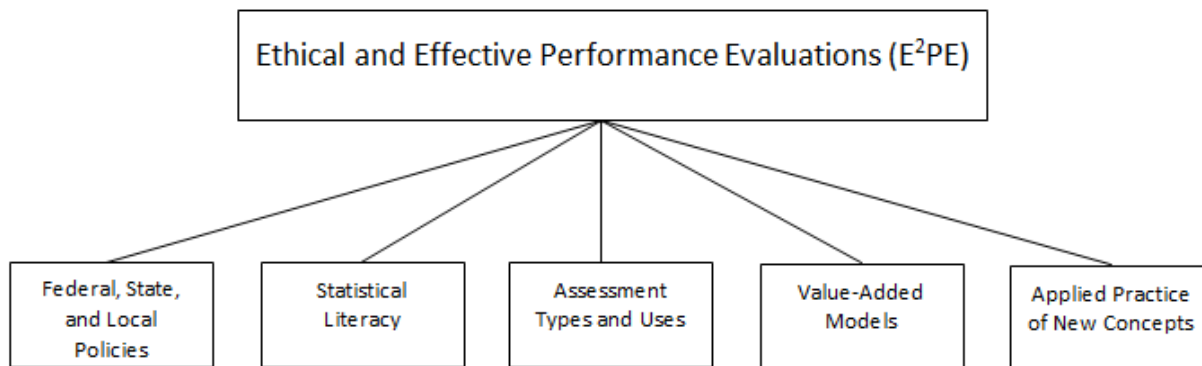 Ethical and Effective Performance Evaluations (E²PE)
Federal, State,
and Local
Policies
Statistical
Literacy
Assessment
Types and Uses
Value-Added
Models
Applied Practice
of New Concepts